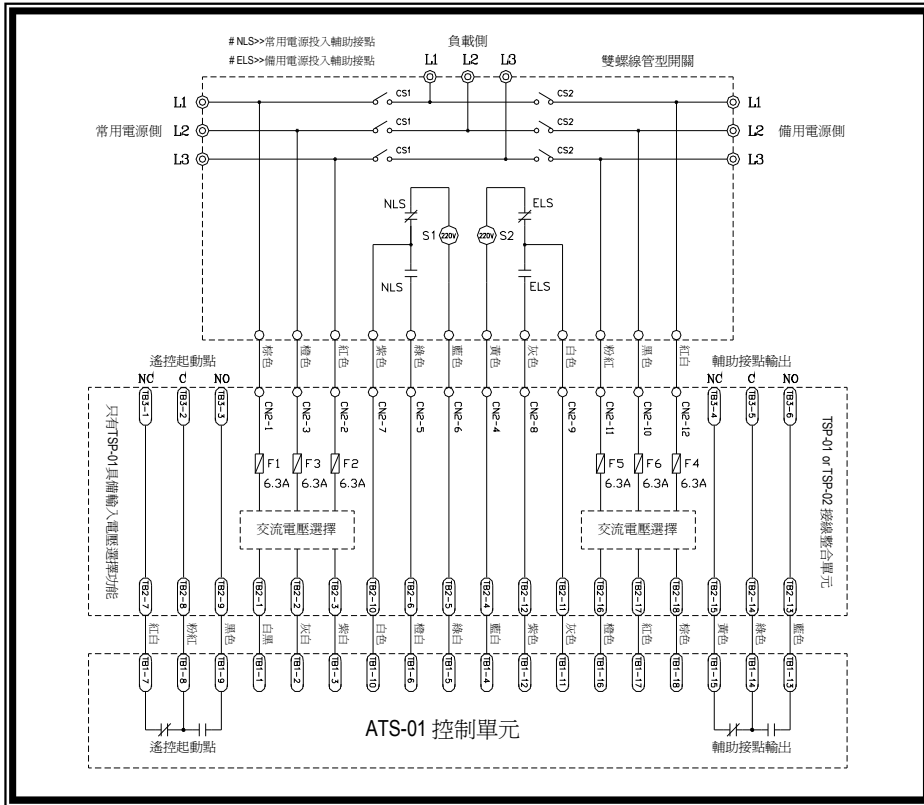 # NLS>>常用電源投入輔助接點
# ELS>>備用電源投入輔助接點
負載側
L1 L2 L3
雙螺線管型開關
L1 CS1 CS2 L1
常用電源側 L2 CS1 CS2 L2 備用電源側
L3 CS1 CS2 L3
NLS ELS
S1 220V 220V S2
NLS ELS
棕色 橙色 紅色 紫色 綠色 藍色 黃色 灰色 白色 粉紅 黑色 紅白
遙控起動點
輔助接點輸出
NC C NO
NC C NO
TB3-1 TB3-2 TB3-3 CN2-1 CN2-3 CN2-2 CN2-7 CN2-5 CN2-6 CN2-4 CN2-8 CN2-9 CN2-11 CN2-10 CN2-12 TB3-4 TB3-5 TB3-6
只有TSP-01具備輸入電壓選擇功能
TSP-01 or TSP-02 接線整合單元
F1 F3 F2 F5 F6 F4
6.3A 6.3A 6.3A 6.3A 6.3A 6.3A
交流電壓選擇 交流電壓選擇
TB2-7 TB2-8 TB2-9 TB2-1 TB2-2 TB2-3 TB2-10 TB2-6 TB2-5 TB2-4 TB2-12 TB2-11 TB2-16 TB2-17 TB2-18 TB2-15 TB2-14 TB2-13
紅白 粉紅 黑色 白黑 灰白 紫白 白色 橙白 綠白 藍白 紫色 灰色 橙色 紅色 棕色 黃色 綠色 藍色
TB1-7 TB1-8 TB1-9 TB1-1 TB1-2 TB1-3 TB1-10 TB1-6 TB1-5 TB1-4 TB1-12 TB1-11 TB1-16 TB1-17 TB1-18 TB1-15 TB1-14 TB1-13
ATS-01 控制單元
遙控起動點 輔助接點輸出